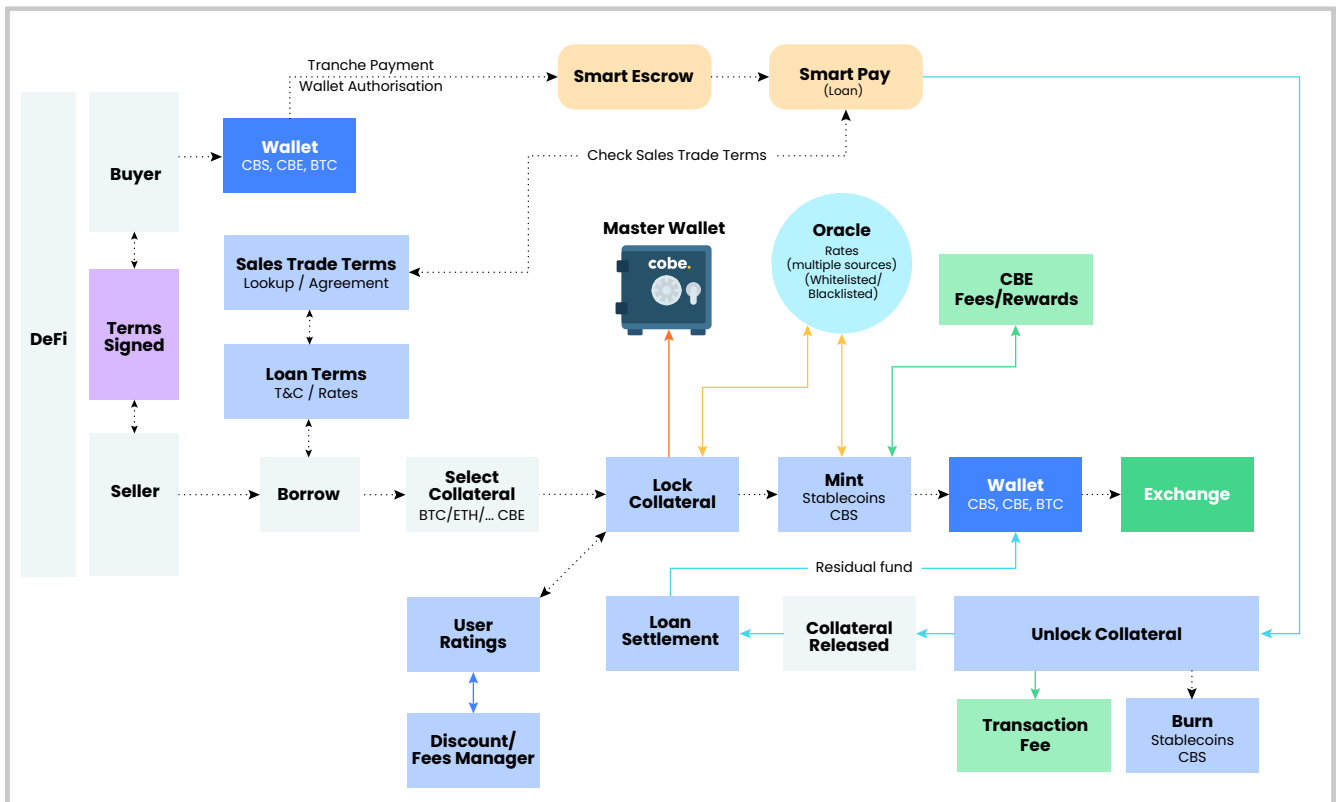 Tranche Payment
Wallet Authorisation
Smart Escrow
Smart Pay
(Loan)
Wallet
CBS, CBE, BTC
Buyer
Check Sales Trade Terms
Master Wallet
cobe.
Oracle
Rates
(multiple sources)
(Whitelisted/
Blacklisted)
Sales Trade Terms
Lookup / Agreement
CBE
Fees/Rewards
DeFi
Terms
Signed
Loan Terms
T&C / Rates
Seller
Borrow
Select
Collateral
BTC/ETH/... CBE
Lock
Collateral
Mint
Stablecoins
CBS
Wallet
CBS, CBE, BTC
Exchange
Residual fund
User
Ratings
Loan
Settlement
Collateral
Released
Unlock Collateral
Discount/
Fees Manager
Transaction
Fee
Burn
Stablecoins
CBS